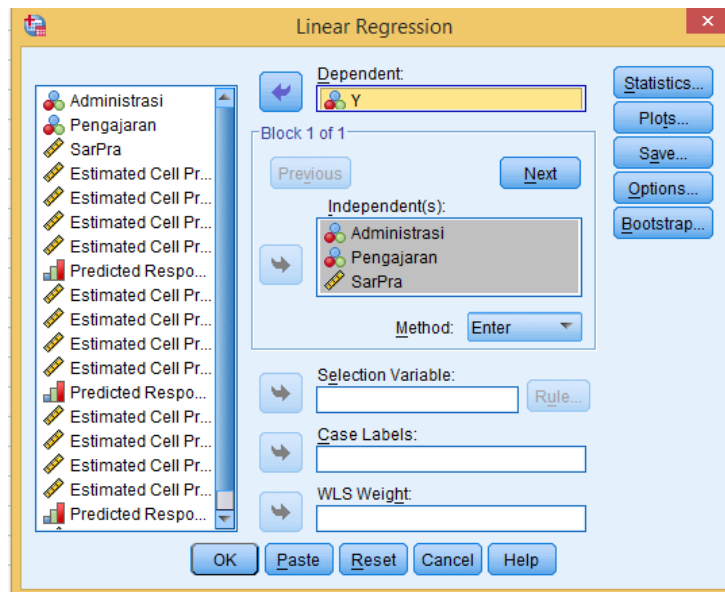 Linear Regression
Administrasi
Pengajaran
SarPra
Estimated Cell Pr...
Estimated Cell Pr...
Estimated Cell Pr...
Estimated Cell Pr...
Predicted Respo...
Estimated Cell Pr...
Estimated Cell Pr...
Estimated Cell Pr...
Estimated Cell Pr...
Predicted Respo...
Estimated Cell Pr...
Estimated Cell Pr...
Estimated Cell Pr...
Estimated Cell Pr...
Predicted Respo...
Dependent:
Y
Block 1 of 1
Previous
Next
Independent(s):
Administrasi
Pengajaran
SarPra
Method:
Enter
Selection Variable:
Rule...
Case Labels:
WLS Weight:
Statistics...
Plots...
Save...
Options...
Bootstrap...
OK
Paste
Reset
Cancel
Help